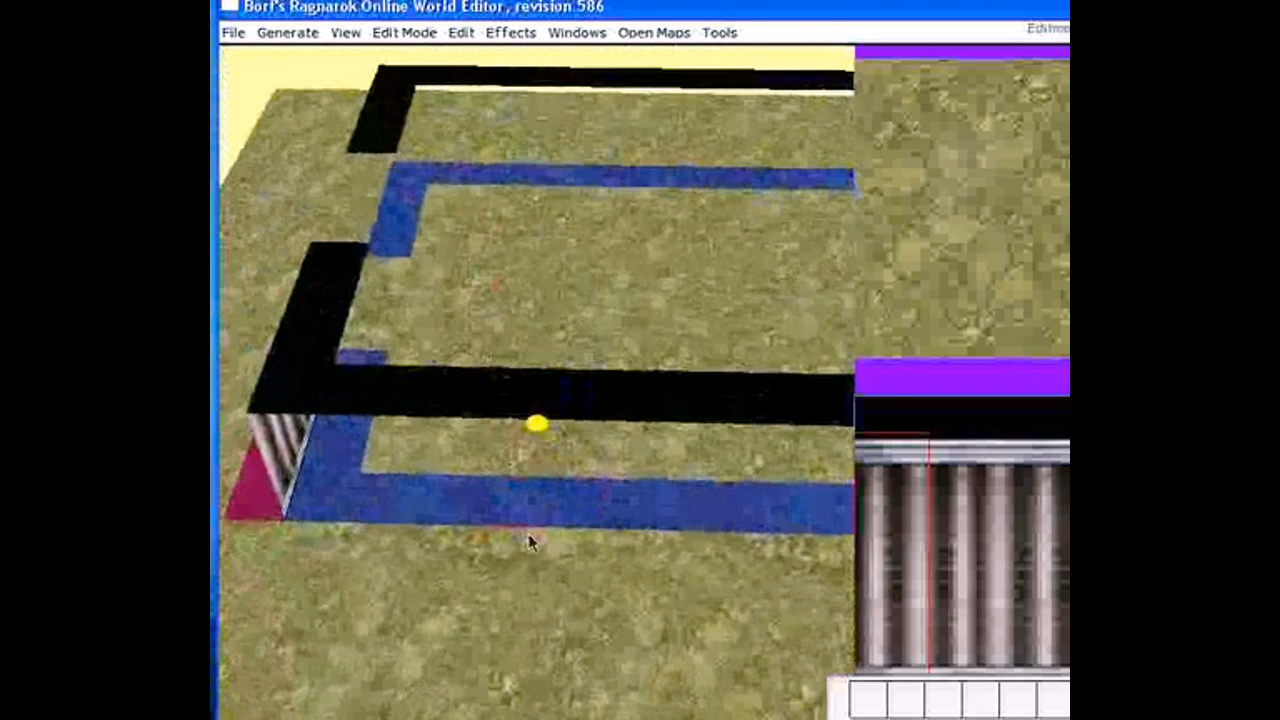 Borf's Ragnarok Online World Editor, revision 586
File Generate View Edit Mode Edit Effects Windows Open Maps Tools